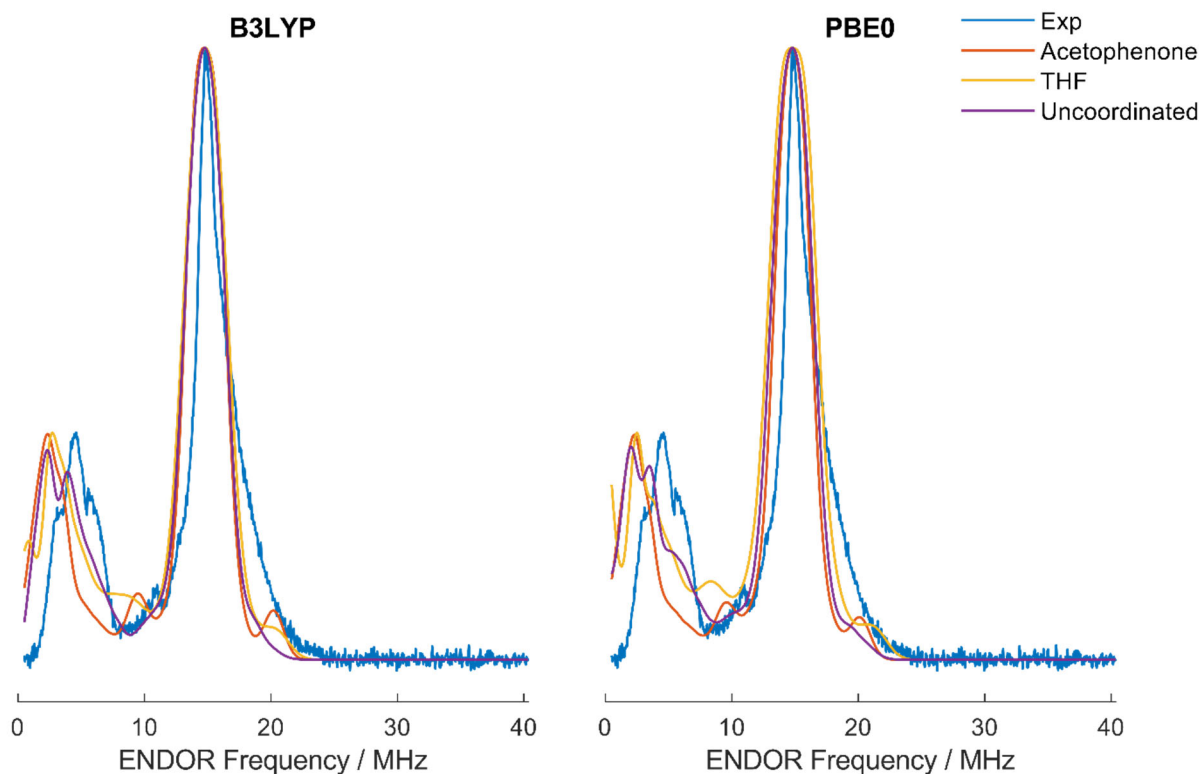 B3LYP
PBE0
Exp
Acetophenone
THF
Uncoordinated
0 10 20 30 40
0 10 20 30 40
ENDOR Frequency / MHz
ENDOR Frequency / MHz